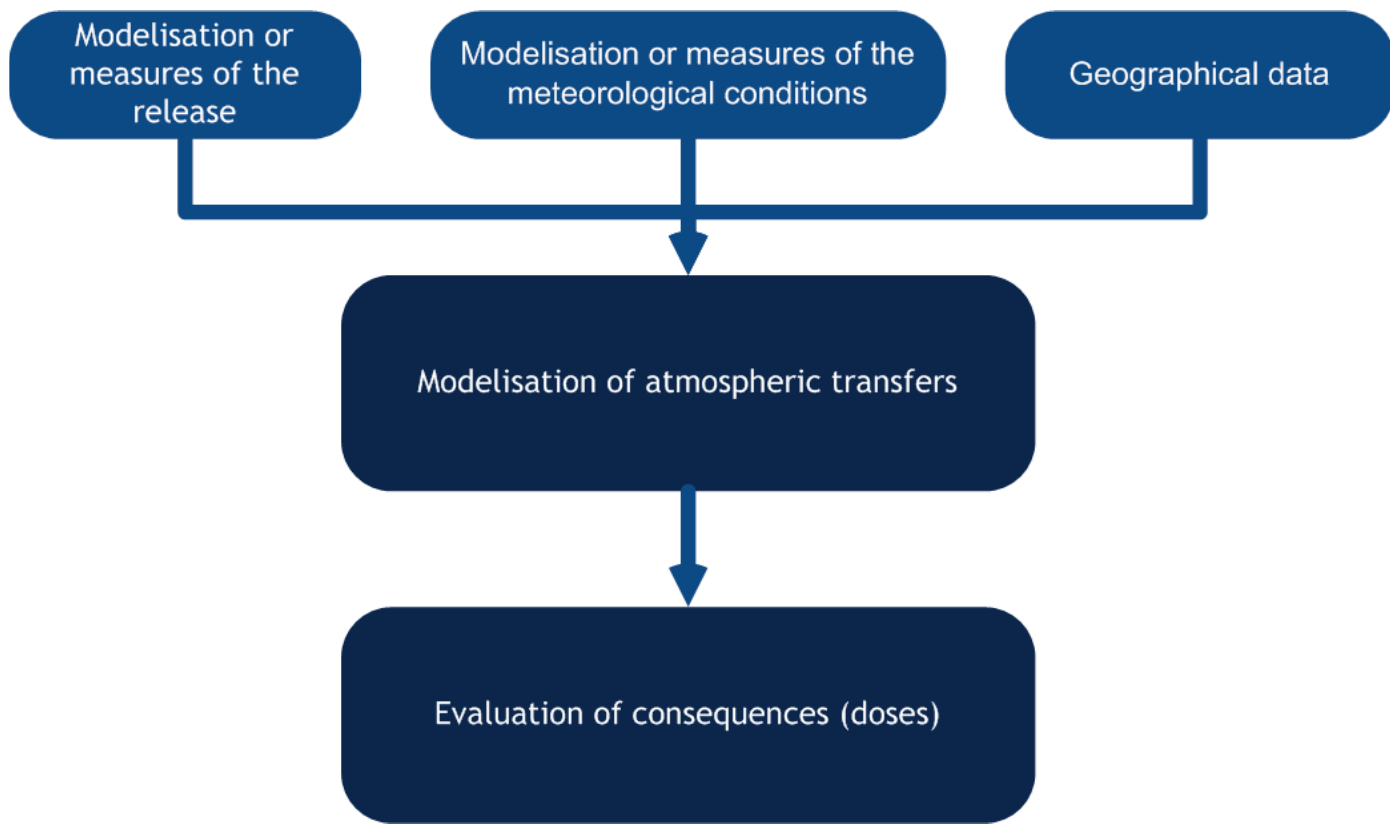 Modelisation or
measures of the
release
Modelisation or measures of the
meteorological conditions
Geographical data
Modelisation of atmospheric transfers
Evaluation of consequences (doses)